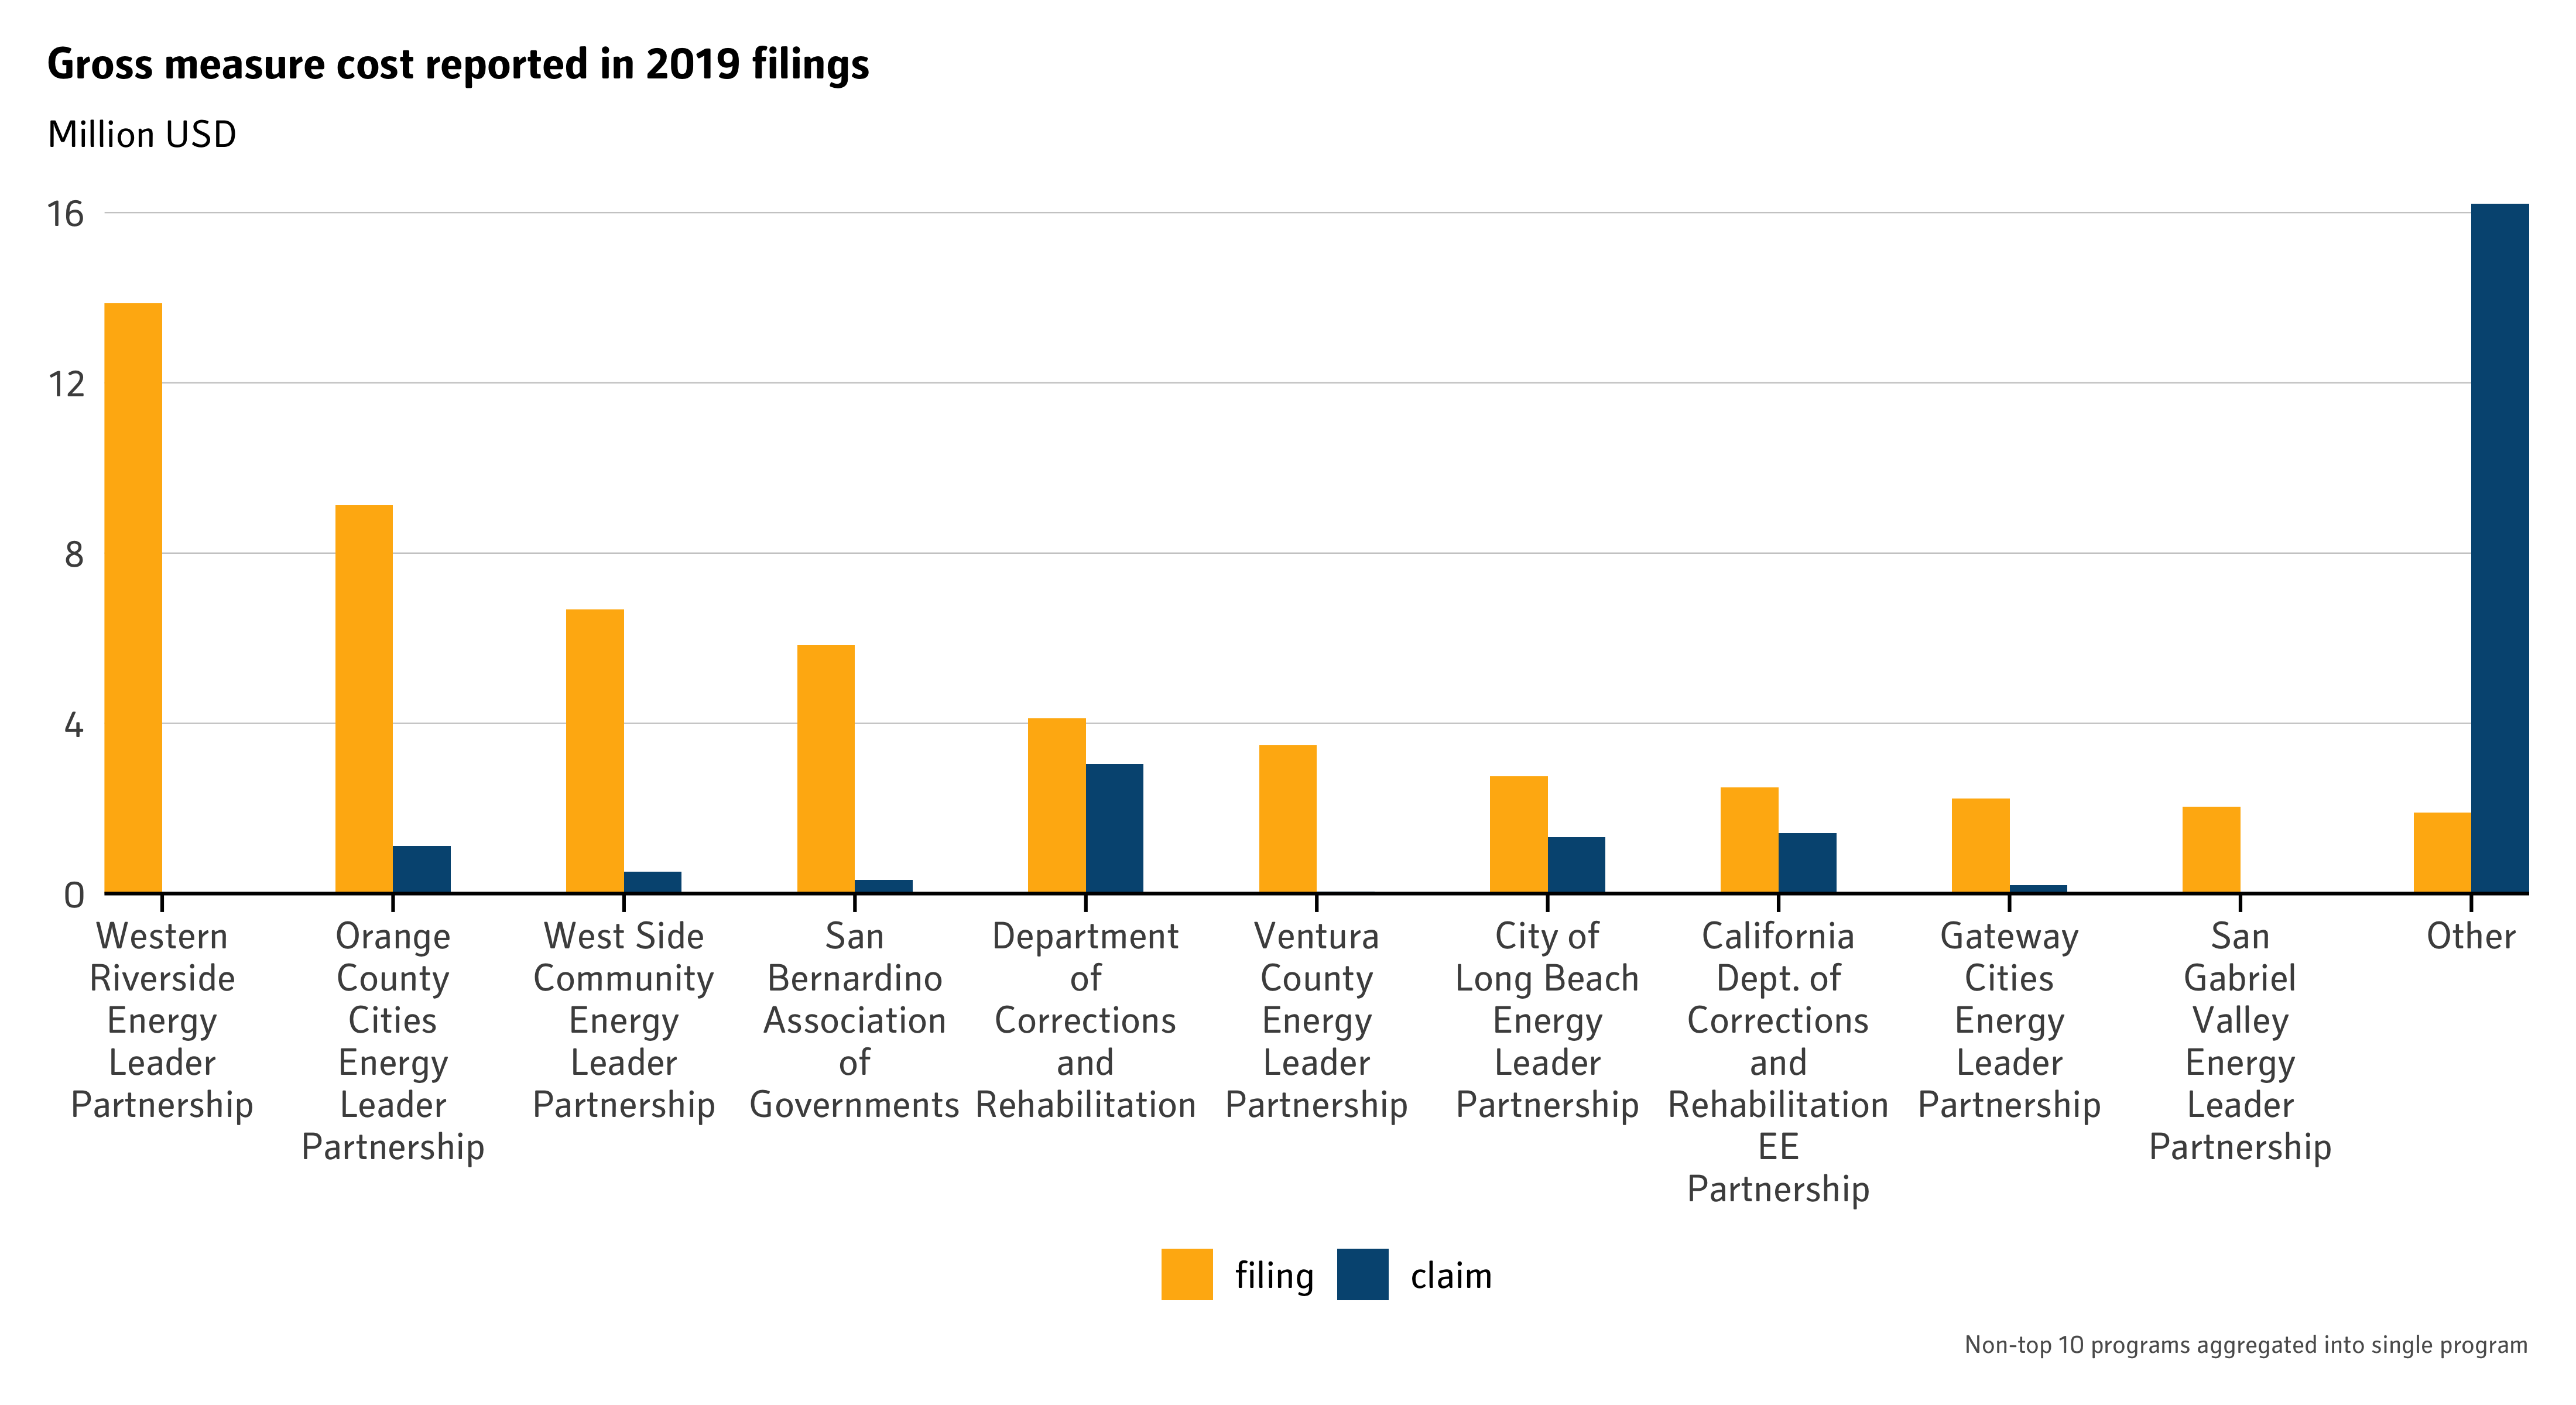 Gross measure cost reported in 2019 filings
Million USD
16
12
8
4
0
Western
Riverside
Energy
Leader
Partnership
Orange
County
Cities
Energy
Leader
Partnership
West Side
Community
Energy
Leader
Partnership
San
Bernardino
Association
of
Governments
Department
of
Corrections
and
Rehabilitation
Ventura
County
Energy
Leader
Partnership
City of
Long Beach
Energy
Leader
Partnership
California
Dept. of
Corrections
and
Rehabilitation
EE
Partnership
Gateway
Cities
Energy
Leader
Partnership
San
Gabriel
Valley
Energy
Leader
Partnership
Other
filing
claim
Non-top 10 programs aggregated into single program